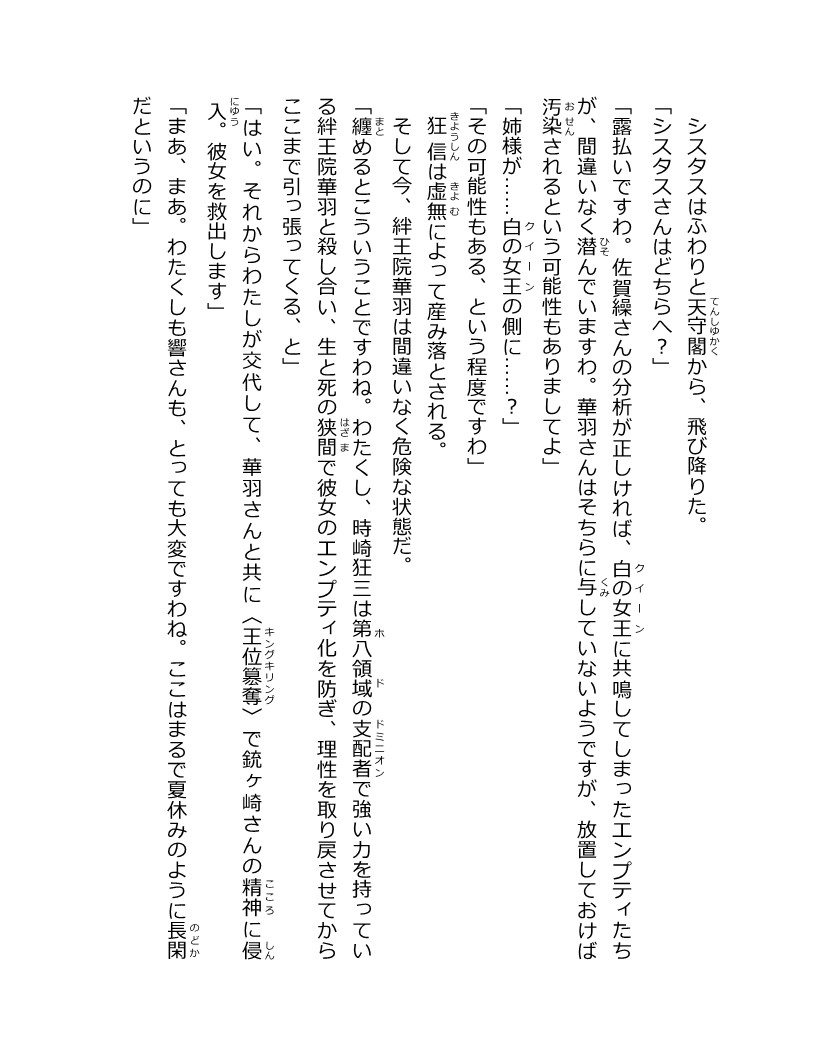 シスタスはふわりと天守閣から、飛び降りた。
「シスタスさんはどちらへ？」
「露払いですわ。佐賀繰さんの分析が正しければ、白の女王に共鳴してしまったエンプティたち
が、間違いなく潜んでいますわ。華羽さんはそちらに与していないようですが、放置しておけば
汚染されるという可能性もありましてよ」
「姉様が……白の女王の側に……？」
「その可能性もある、という程度ですわ」
狂信は虚無によって産み落とされる。
そして今、絆王院華羽は間違いなく危険な状態だ。
「纏めるとこういうことですわね。わたくし、時崎狂三は第八領域の支配者で強い力を持ってい
る絆王院華羽と殺し合い、生と死の狭間で彼女のエンプティ化を防ぎ、理性を取り戻させてから
ここまで引っ張ってくる、と」
「はい。それからわたしが交代して、華羽さんと共に〈王位簒奪〉で銃ヶ崎さんの精神に侵
入。彼女を救出します」
「まあ、まあ。わたくしも響さんも、とっても大変ですわね。ここはまるで夏休みのように長閑
だというのに」